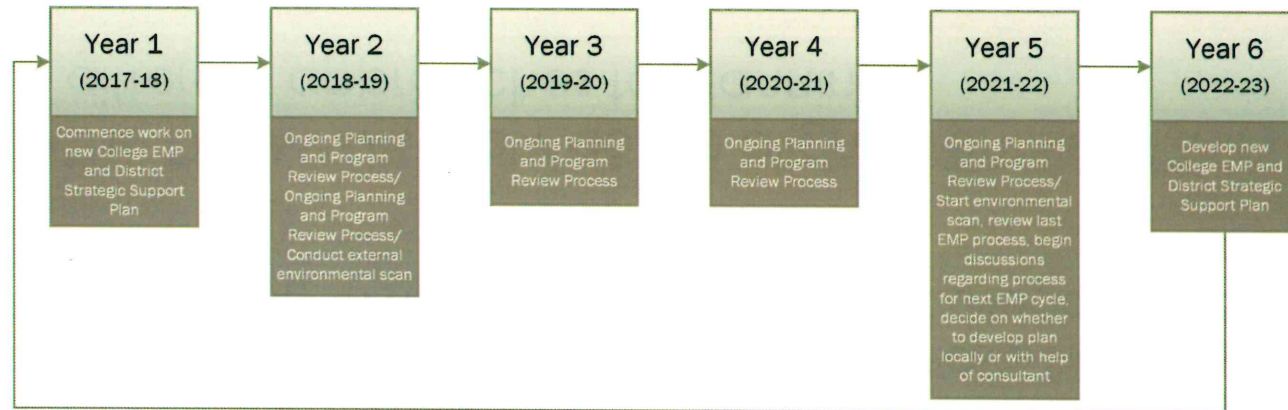 Year 1
(2017-18)
Commence work on
new College EMP
and District
Strategic Support
Plan
Year 2
(2018-19)
Ongoing Planning
and Program
Review Process/
Ongoing Planning
and Program
Review Process/
Conduct external
environmental scan
Year 3
(2019-20)
Ongoing Planning
and Program
Review Process
Year 4
(2020-21)
Ongoing Planning
and Program
Review Process
Year 5
(2021-22)
Ongoing Planning
and Program
Review Process/
Start environmental
scan, review last
EMP process, begin
discussions
regarding process
for next EMP cycle,
decide on whether
to develop plan
locally or with help
of consultant
Year 6
(2022-23)
Develop new
College EMP and
District Strategic
Support Plan